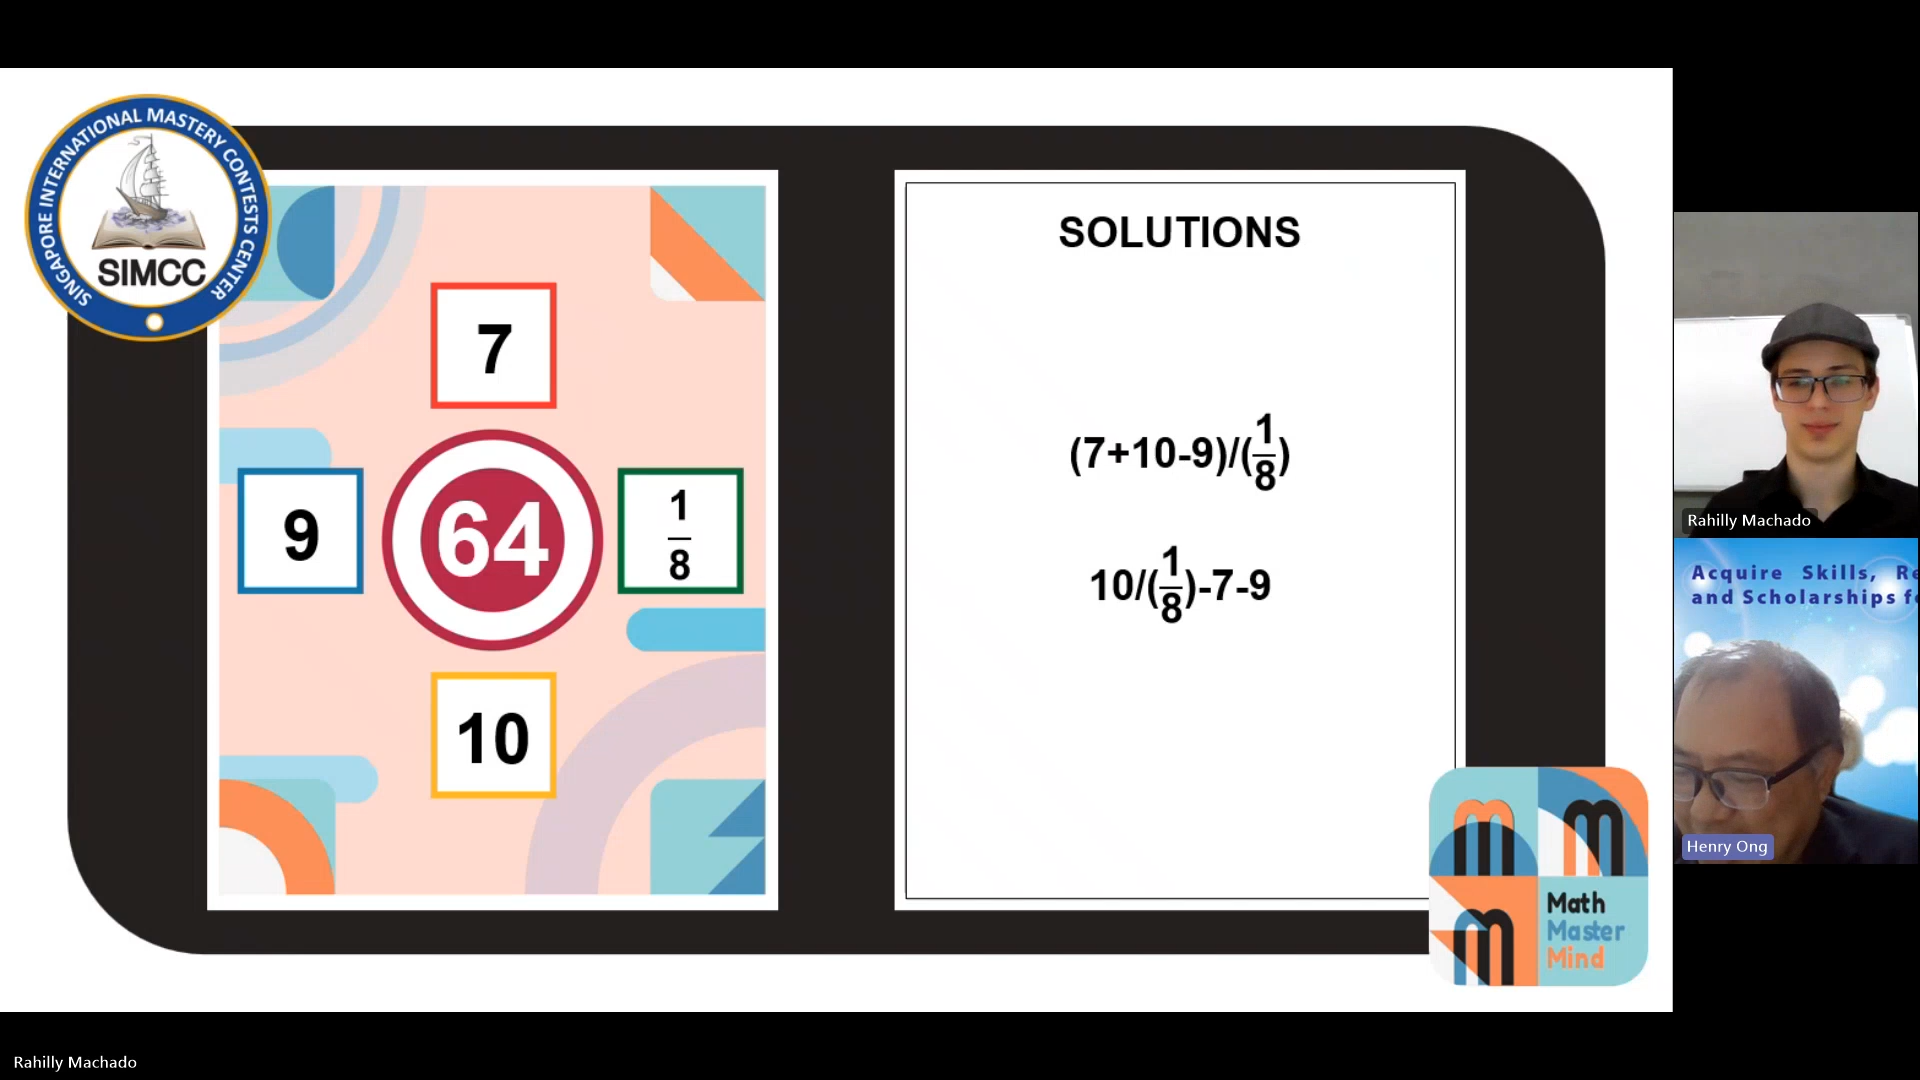 SINGAPORE INTERNATIONAL MASTERY CONTESTS CENTER
SIMCC
7
9
64
1
8
10
SOLUTIONS
(7+10-9)/(1/8)
10/(1/8)-7-9
Math
Master
Mind
Rahilly Machado
Acquire Skills, Re
and Scholarships fo
Henry Ong
Rahilly Machado